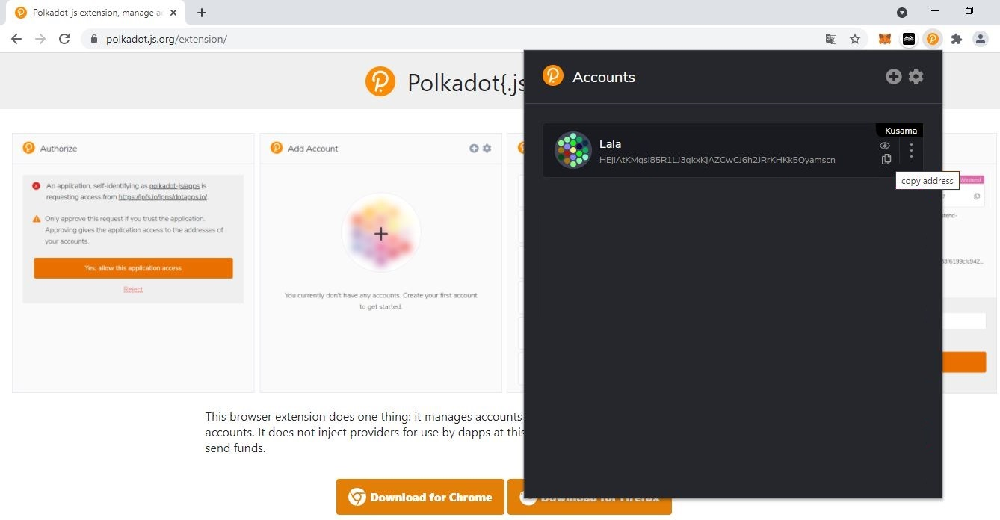 Polkadot-js extension, manage ac
polkadot.js.org/extension/
Polkadot{.js
Accounts
Kusama
Lala
HEjiAtKMqsi85R1LJ3qkxKjAZCwCJ6h2JRrKHKk5Qyamscn
copy address
Authorize
An application, self-identifying as polkadot-js/apps is
requesting access from https://ipfs.io/ipns/dotapps.io/.
Only approve this request if you trust the application.
Approving gives the application access to the addresses of
your accounts.
Yes, allow this application access
Reject
Add Account
You currently don't have any accounts. Create your first account
to get started.
Westend
This browser extension does one thing: it manages accounts
accounts. It does not inject providers for use by dapps at this
send funds.
Download for Chrome
Download for Firefox